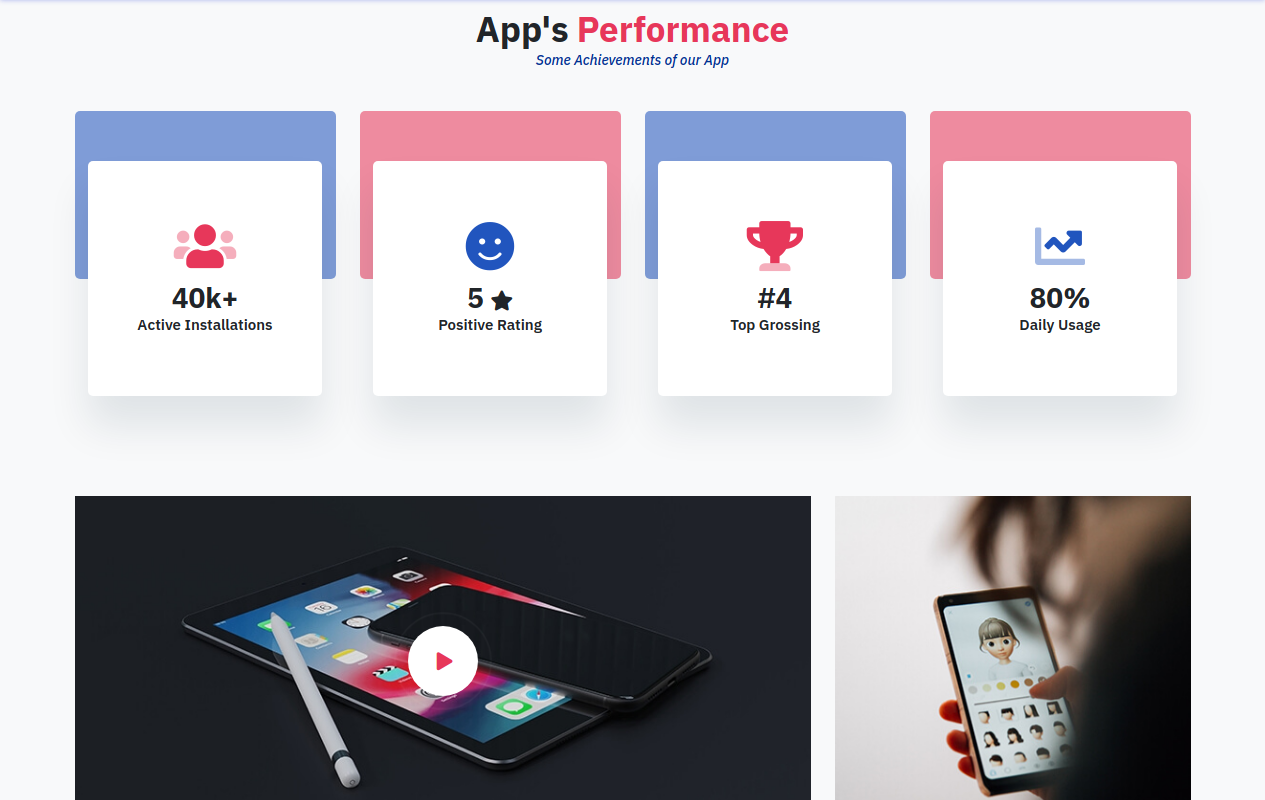 App's Performance
Some Achievements of our App
40k+
Active Installations
5
Positive Rating
#4
Top Grossing
80%
Daily Usage
16